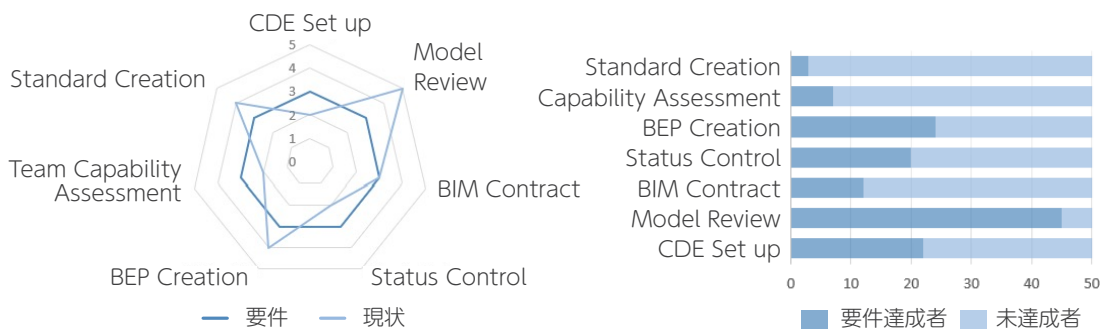 CDE Set up
5
4
3
2
1
0
Model
Review
Standard Creation
Team Capability
Assessment
BIM Contract
BEP Creation
Status Control
要件
現状
Standard Creation
Capability Assessment
BEP Creation
Status Control
BIM Contract
Model Review
CDE Set up
0 10 20 30 40 50
要件達成者
未達成者